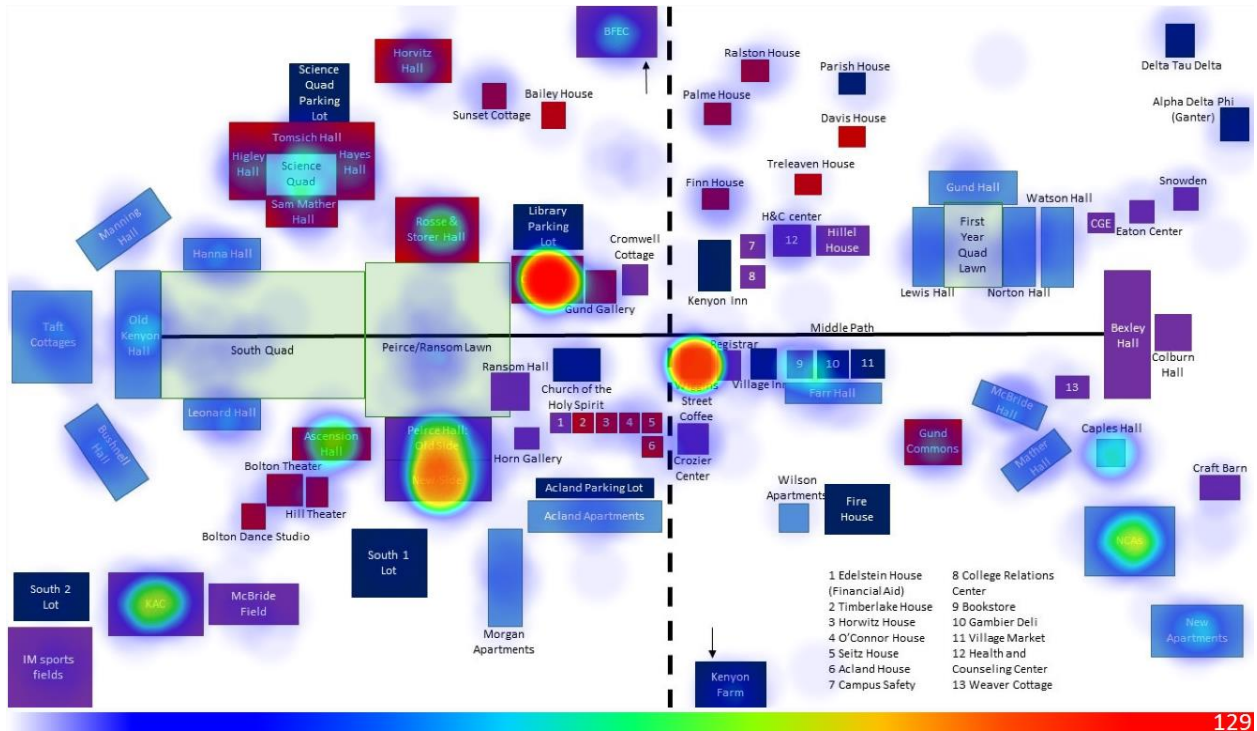 BFEC
Horvitz
Hall
Science
Quad
Parking
Lot
Sunset Cottage
Bailey House
Tomsich Hall
Higley
Hall
Science
Quad
Hayes
Hall
Sam Mather
Hall
Manning
Hall
Hanna Hall
Rosse &
Storer Hall
Library
Parking
Lot
Cromwell
Cottage
Gund Gallery
Taft
Cottages
Old
Kenyon
Hall
South Quad
Peirce/Ransom Lawn
Ransom Hall
Church of the
Holy Spirit
Leonard Hall
Bushnell
Hall
Ascension
Hall
Peirce Hall: Old side
New Side
Horn Gallery
1 2 3 4 5
6
Bolton Theater
Hill Theater
Bolton Dance Studio
Acland Parking Lot
Acland Apartments
South 1
Lot
South 2
Lot
KAC
McBride
Field
Morgan
Apartments
IM sports
fields
Ralston House
Parish House
Palme House
Davis House
Treleaven House
Finn House
H&C center
7
12
Hillel
House
8
Kenyon Inn
Delta Tau Delta
Alpha Delta Phi
(Ganter)
Gund Hall
Watson Hall
Snowden
First
Year
Quad
Lawn
CGE
Eaton Center
Lewis Hall
Norton Hall
Middle Path
Bexley
Hall
Colburn
Hall
Registrar
Street
Coffee
Village Inn
9 10 11
Farr Hall
13
McBride
Hall
Crozier
Center
Gund
Commons
Mather
Hall
Caples Hall
Craft Barn
Wilson
Apartments
Fire
House
NCAs
New
Apartments
Kenyon
Farm
1 Edelstein House
(Financial Aid)
2 Timberlake House
3 Horwitz House
4 O'Connor House
5 Seitz House
6 Acland House
7 Campus Safety
8 College Relations
Center
9 Bookstore
10 Gambier Deli
11 Village Market
12 Health and
Counseling Center
13 Weaver Cottage
129